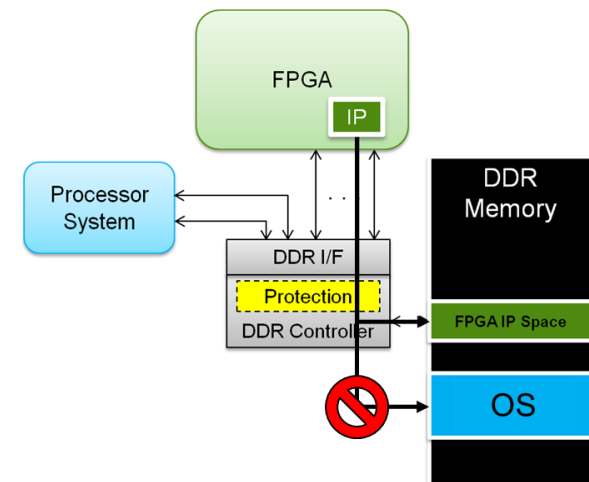 FPGA
IP
Processor
System
. . .
DDR
Memory
DDR I/F
Protection
DDR Controller
FPGA IP Space
OS